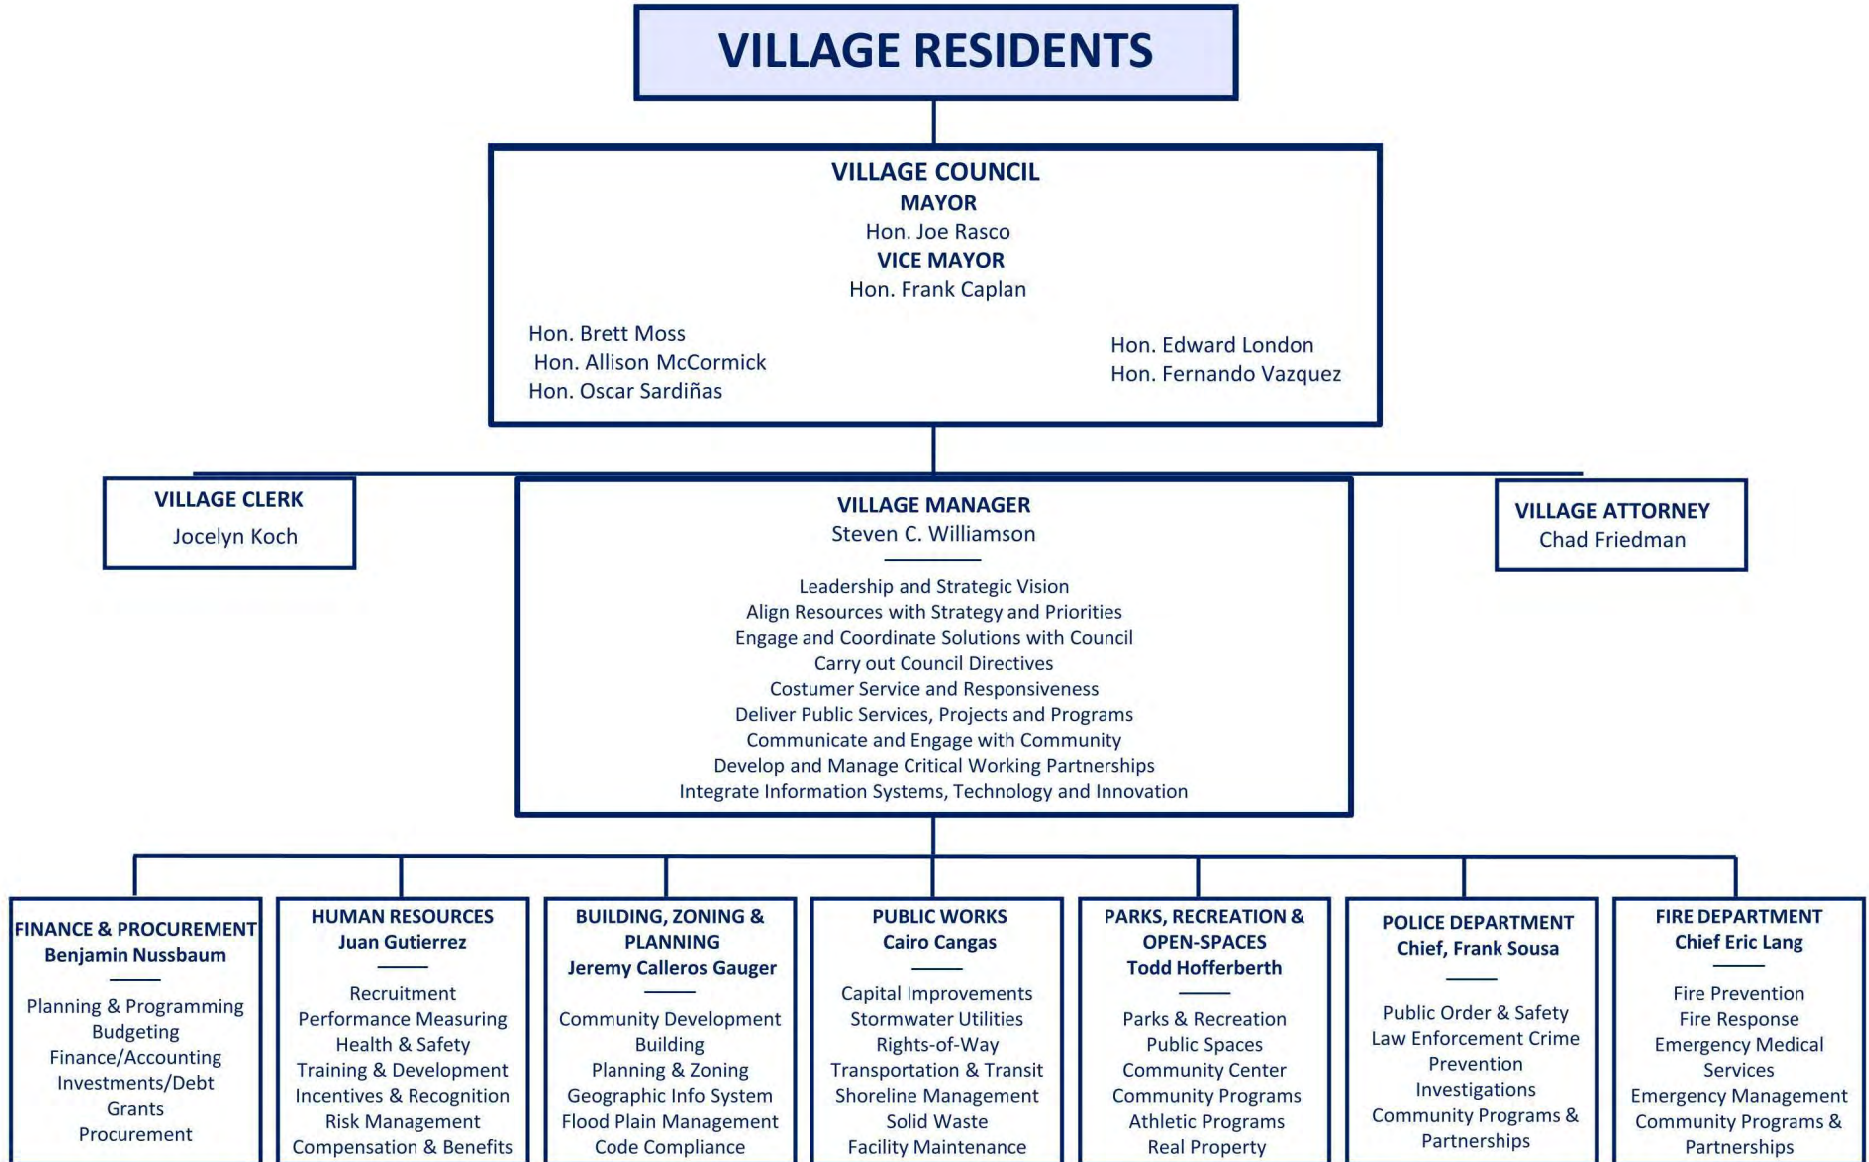 VILLAGE RESIDENTS
VILLAGE COUNCIL
MAYOR
Hon. Joe Rasco
VICE MAYOR
Hon. Frank Caplan
Hon. Brett Moss
Hon. Allison McCormick
Hon. Oscar Sardiñas
Hon. Edward London
Hon. Fernando Vazquez
VILLAGE CLERK
Jocelyn Koch
VILLAGE MANAGER
Steven C. Williamson
Leadership and Strategic Vision
Align Resources with Strategy and Priorities
Engage and Coordinate Solutions with Council
Carry out Council Directives
Costumer Service and Responsiveness
Deliver Public Services, Projects and Programs
Communicate and Engage with Community
Develop and Manage Critical Working Partnerships
Integrate Information Systems, Technology and Innovation
VILLAGE ATTORNEY
Chad Friedman
FINANCE & PROCUREMENT
Benjamin Nussbaum
Planning & Programming
Budgeting
Finance/Accounting
Investments/Debt
Grants
Procurement
HUMAN RESOURCES
Juan Gutierrez
Recruitment
Performance Measuring
Health & Safety
Training & Development
Incentives & Recognition
Risk Management
Compensation & Benefits
BUILDING, ZONING &
PLANNING
Jeremy Calleros Gauger
Community Development
Building
Planning & Zoning
Geographic Info System
Flood Plain Management
Code Compliance
PUBLIC WORKS
Cairo Cangas
Capital Improvements
Stormwater Utilities
Rights-of-Way
Transportation & Transit
Shoreline Management
Solid Waste
Facility Maintenance
PARKS, RECREATION &
OPEN-SPACES
Todd Hofferberth
Parks & Recreation
Public Spaces
Community Center
Community Programs
Athletic Programs
Real Property
POLICE DEPARTMENT
Chief, Frank Sousa
Public Order & Safety
Law Enforcement Crime
Prevention
Investigations
Community Programs &
Partnerships
FIRE DEPARTMENT
Chief Eric Lang
Fire Prevention
Fire Response
Emergency Medical
Services
Emergency Management
Community Programs &
Partnerships